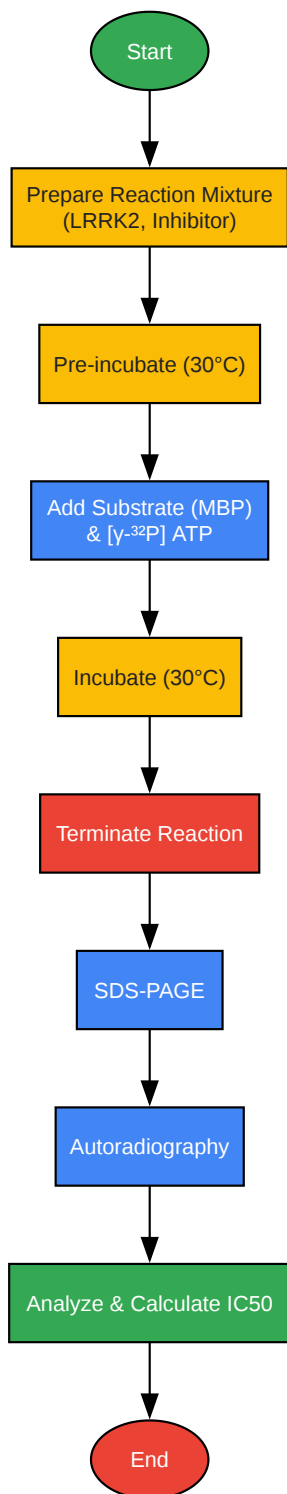 Start
Prepare Reaction Mixture
(LRRK2, Inhibitor)
Pre-incubate (30°C)
Add Substrate (MBP)
& [γ-³²P] ATP
Incubate (30°C)
Terminate Reaction
SDS-PAGE
Autoradiography
Analyze & Calculate IC50
End